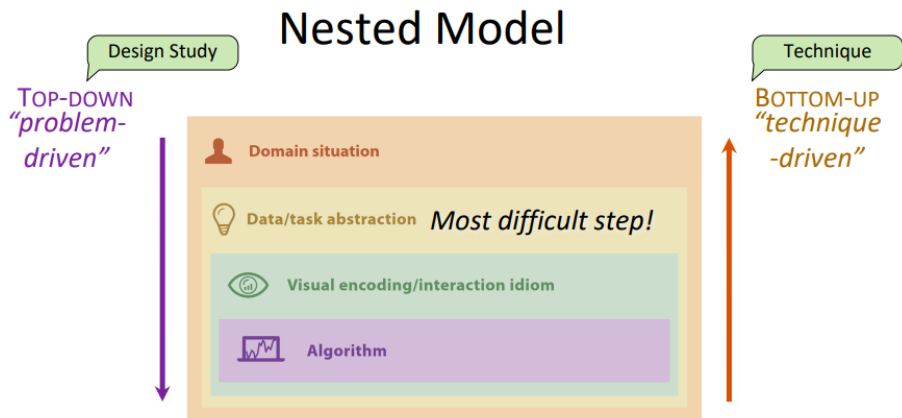 Nested Model
Design Study
Technique
TOP-DOWN
“problem-
driven”
BOTTOM-UP
“technique
-driven”
Domain situation
Data/task abstraction Most difficult step!
Visual encoding/interaction idiom
Algorithm